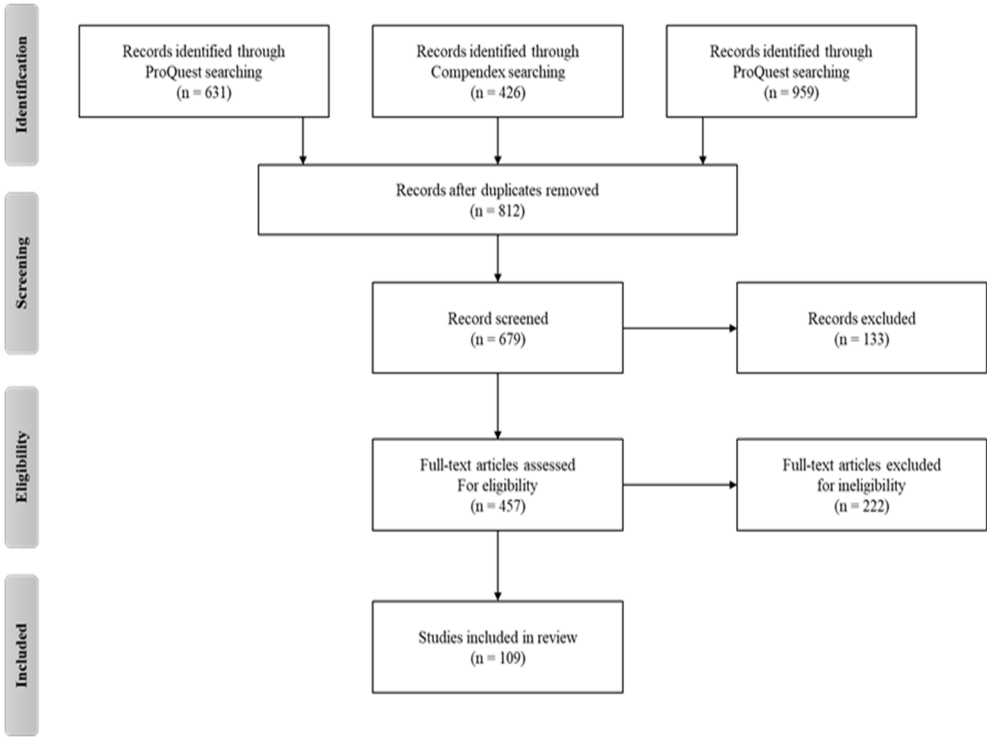 Identification
Records identified through
ProQuest searching
(n = 631)
Records identified through
Compendex searching
(n = 426)
Records identified through
ProQuest searching
(n = 959)
Records after duplicates removed
(n = 812)
Screening
Record screened
(n = 679)
Records excluded
(n = 133)
Eligibility
Full-text articles assessed
For eligibility
(n = 457)
Full-text articles excluded
for ineligibility
(n = 222)
Included
Studies included in review
(n = 109)